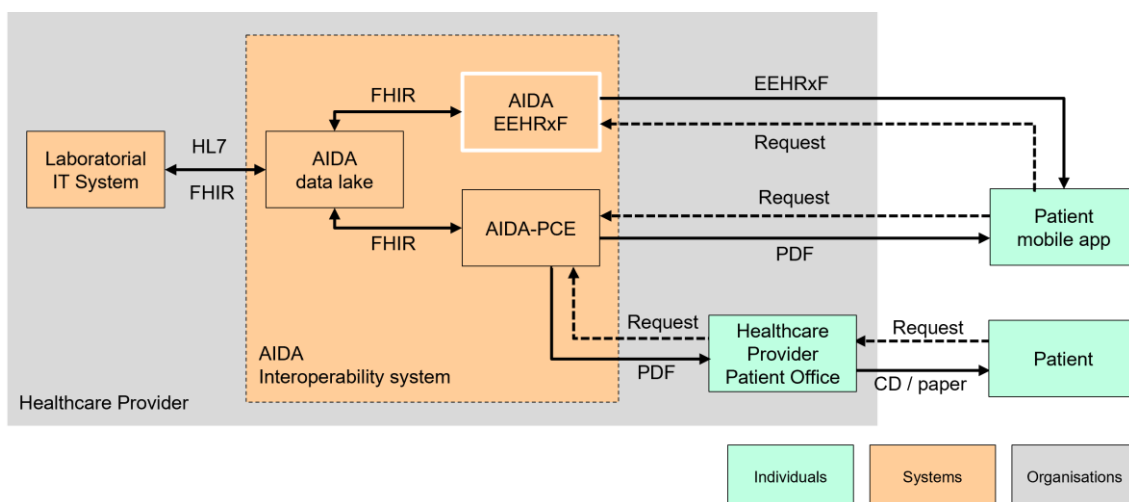 EEHRxF
FHIR
AIDA
EEHRxF
Request
HL7
Laboratorial
IT System
AIDA
data lake
FHIR
Request
Patient
mobile app
AIDA-PCE
FHIR
PDF
Request
Healthcare
Provider
Patient Office
Request
Patient
AIDA
Interoperability system
PDF
CD / paper
Healthcare Provider
Individuals
Systems
Organisations